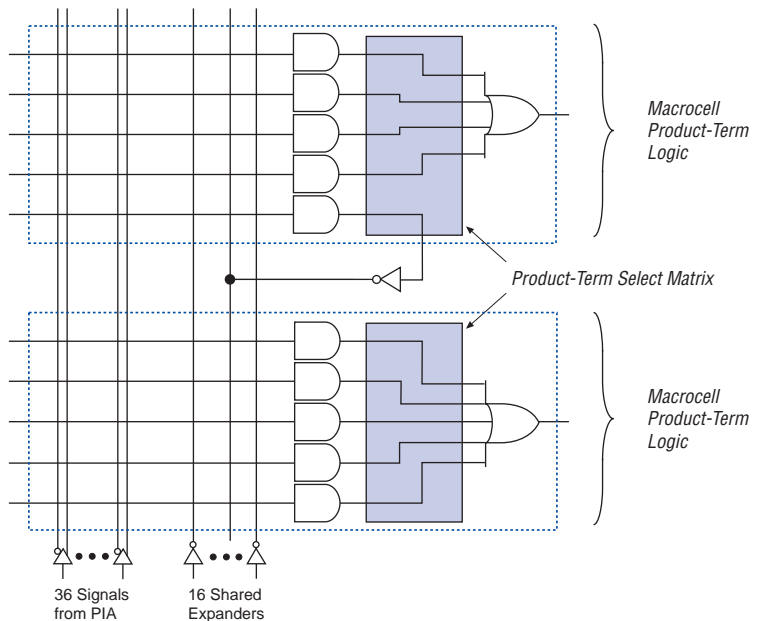 Macrocell
Product-Term
Logic
Product-Term Select Matrix
Macrocell
Product-Term
Logic
36 Signals
from PIA
16 Shared
Expanders